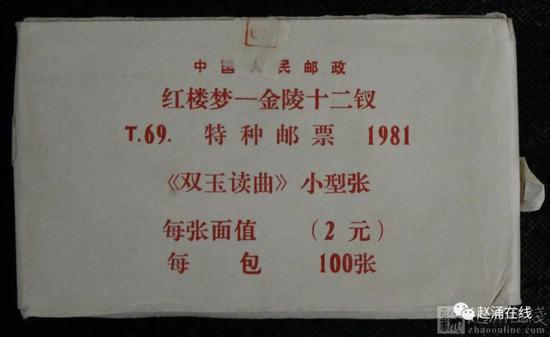 中国人民邮政
红楼梦—金陵十二钗
T.69. 特种邮票 1981
《双玉读曲》小型张
每张面值 (2元)
每包 100张
赵涌在线
zhaoonline.com